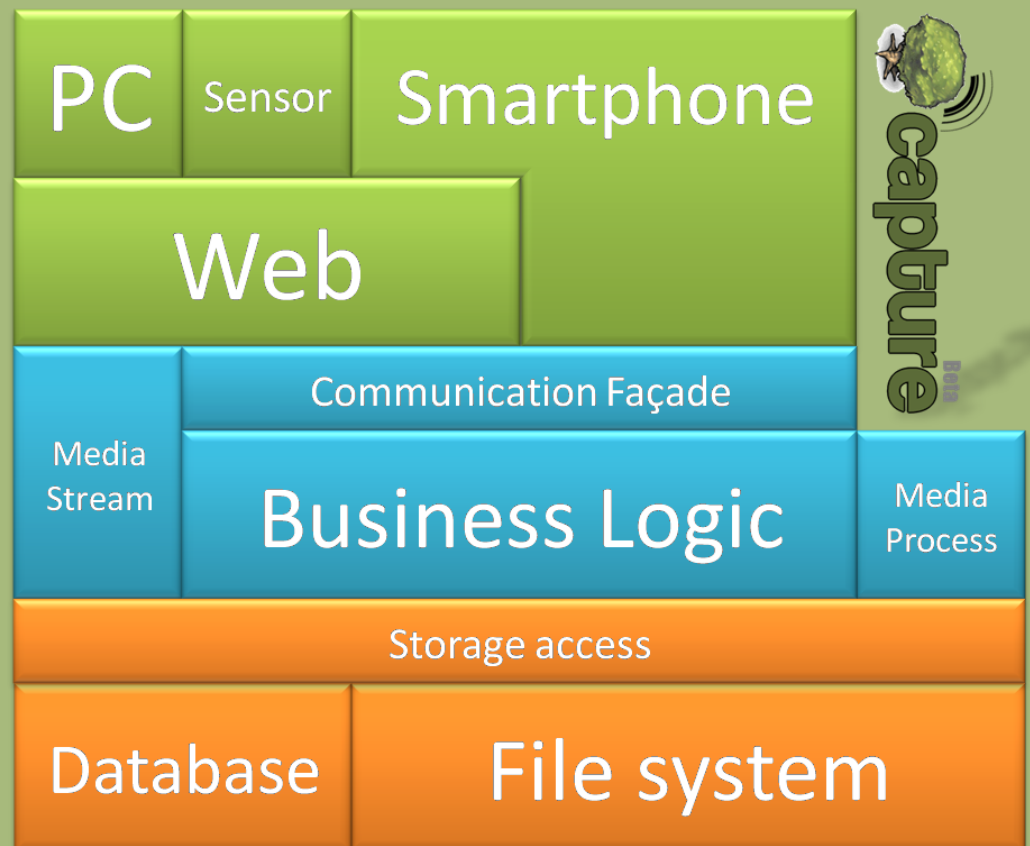 PC
Sensor
Smartphone
Web
capture
Beta
Communication Façade
Media
Stream
Business Logic
Media
Process
Storage access
Database
File system